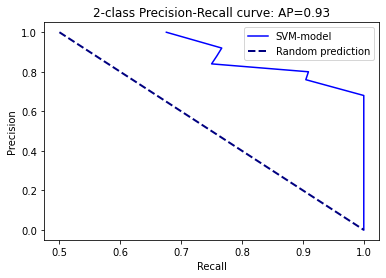 2-class Precision-Recall curve: AP=0.93
SVM-model
Random prediction
Precision
1.0
0.8
0.6
0.4
0.2
0.0
0.5 0.6 0.7 0.8 0.9 1.0
Recall